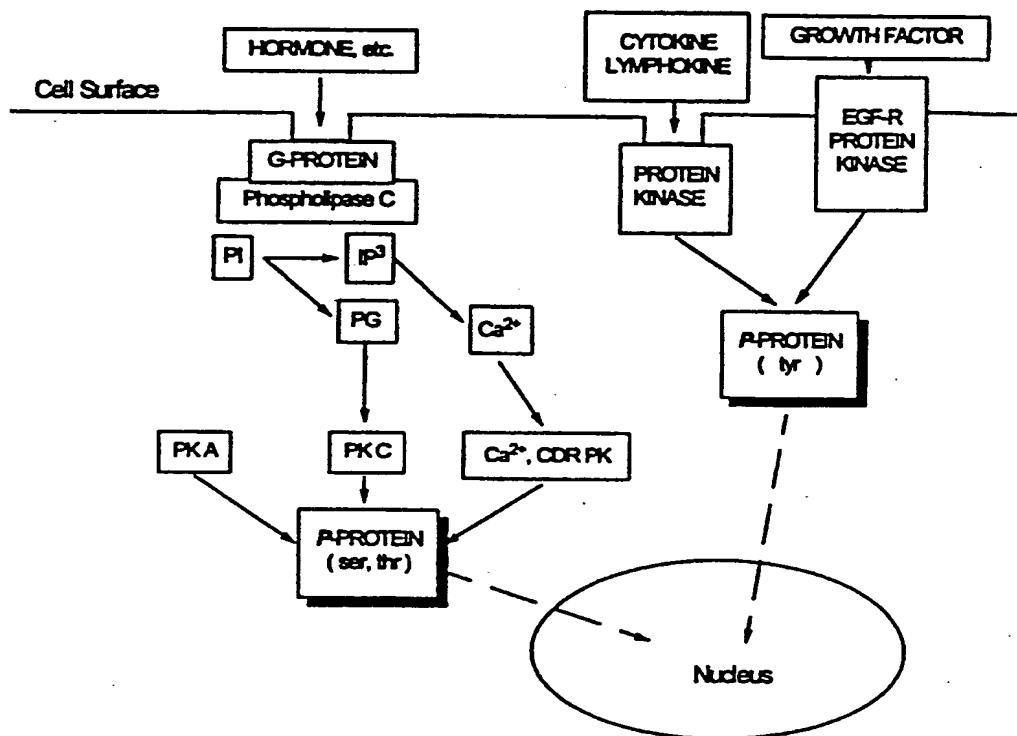 HORMONE, etc.
CYTOKINE
LYMPHOKINE
GROWTH FACTOR
Cell Surface
G-PROTEIN
Phospholipase C
PROTEIN
KINASE
EGF-R
PROTEIN
KINASE
PI
IP³
PG
Ca²⁺
P-PROTEIN
( tyr )
PKA
PKC
Ca²⁺, CDR PK
P-PROTEIN
( ser, thr )
Nucleus